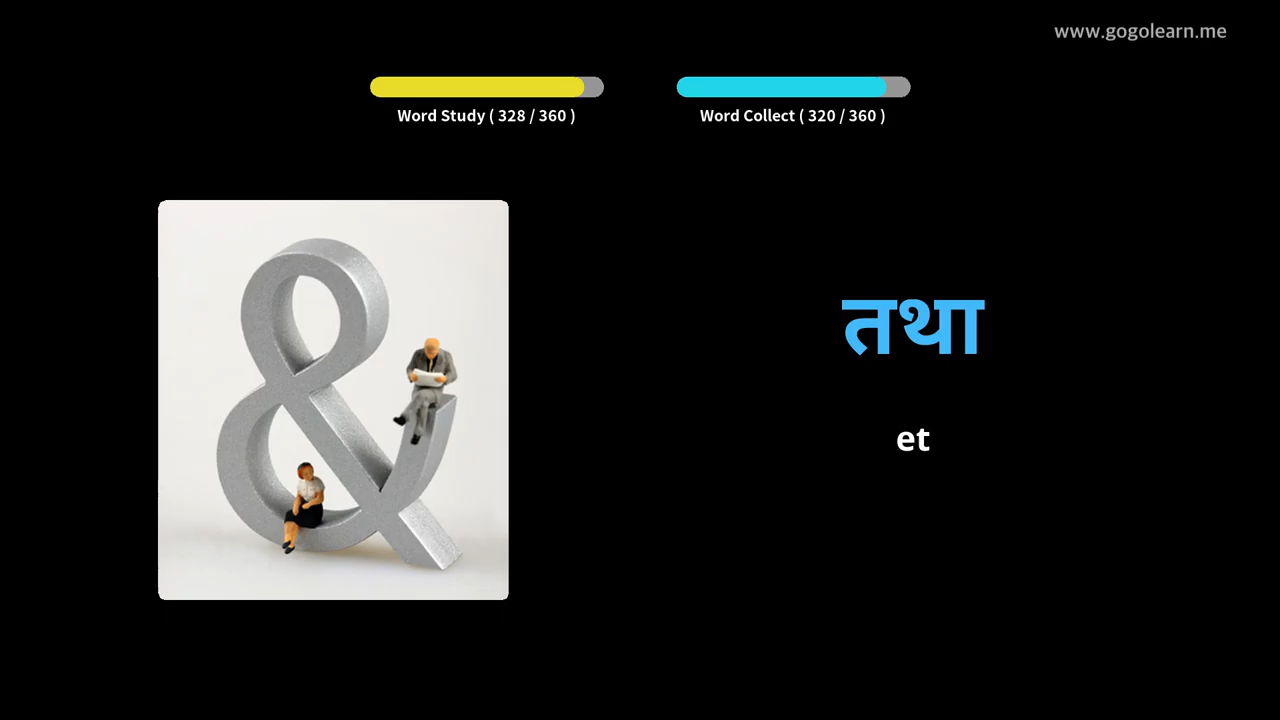 www.gogolearn.me
Word Study ( 328 / 360 )
Word Collect ( 320 / 360 )
&
तथा
et